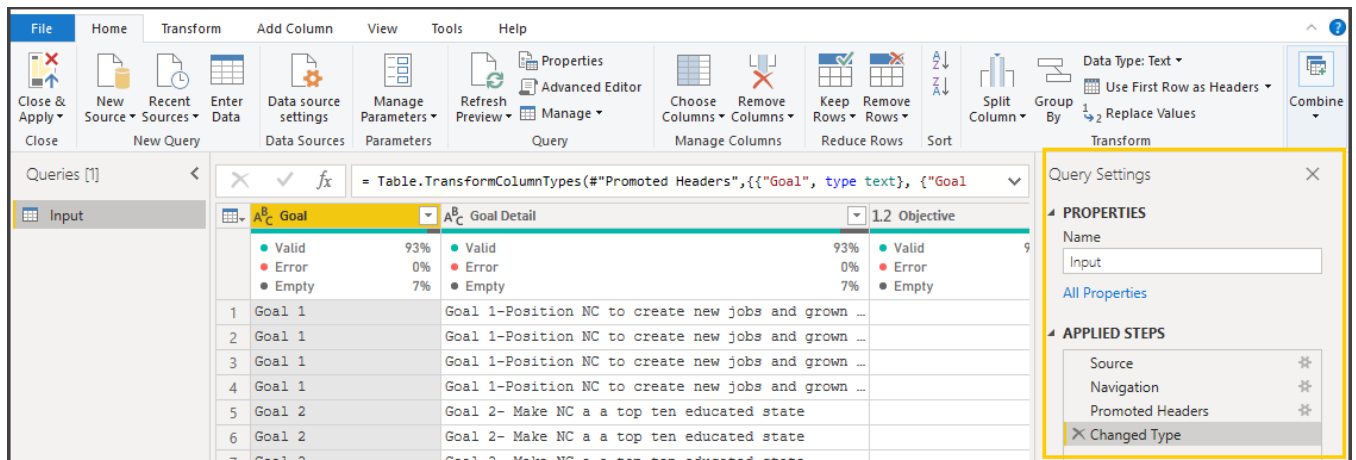 File Home Transform Add Column View Tools Help
Close & Apply
New Source
Recent Sources
Enter Data
Data source settings
Manage Parameters
Refresh Preview
Properties
Advanced Editor
Manage
Choose Columns
Remove Columns
Keep Rows
Remove Rows
Split Column
Group By
Data Type: Text
Use First Row as Headers
Replace Values
Combine
Close New Query Data Sources Parameters Query Manage Columns Reduce Rows Sort Transform
Queries [1]
Input
fx = Table.TransformColumnTypes(#"Promoted Headers",{{"Goal", type text}, {"Goal
ABC Goal ABC Goal Detail 1.2 Objective
Valid 93% Valid 93% Valid 9
Error 0% Error 0% Error
Empty 7% Empty 7% Empty
1 Goal 1 Goal 1-Position NC to create new jobs and grown …
2 Goal 1 Goal 1-Position NC to create new jobs and grown …
3 Goal 1 Goal 1-Position NC to create new jobs and grown …
4 Goal 1 Goal 1-Position NC to create new jobs and grown …
5 Goal 2 Goal 2- Make NC a a top ten educated state
6 Goal 2 Goal 2- Make NC a a top ten educated state
Query Settings
PROPERTIES
Name
Input
All Properties
APPLIED STEPS
Source
Navigation
Promoted Headers
Changed Type